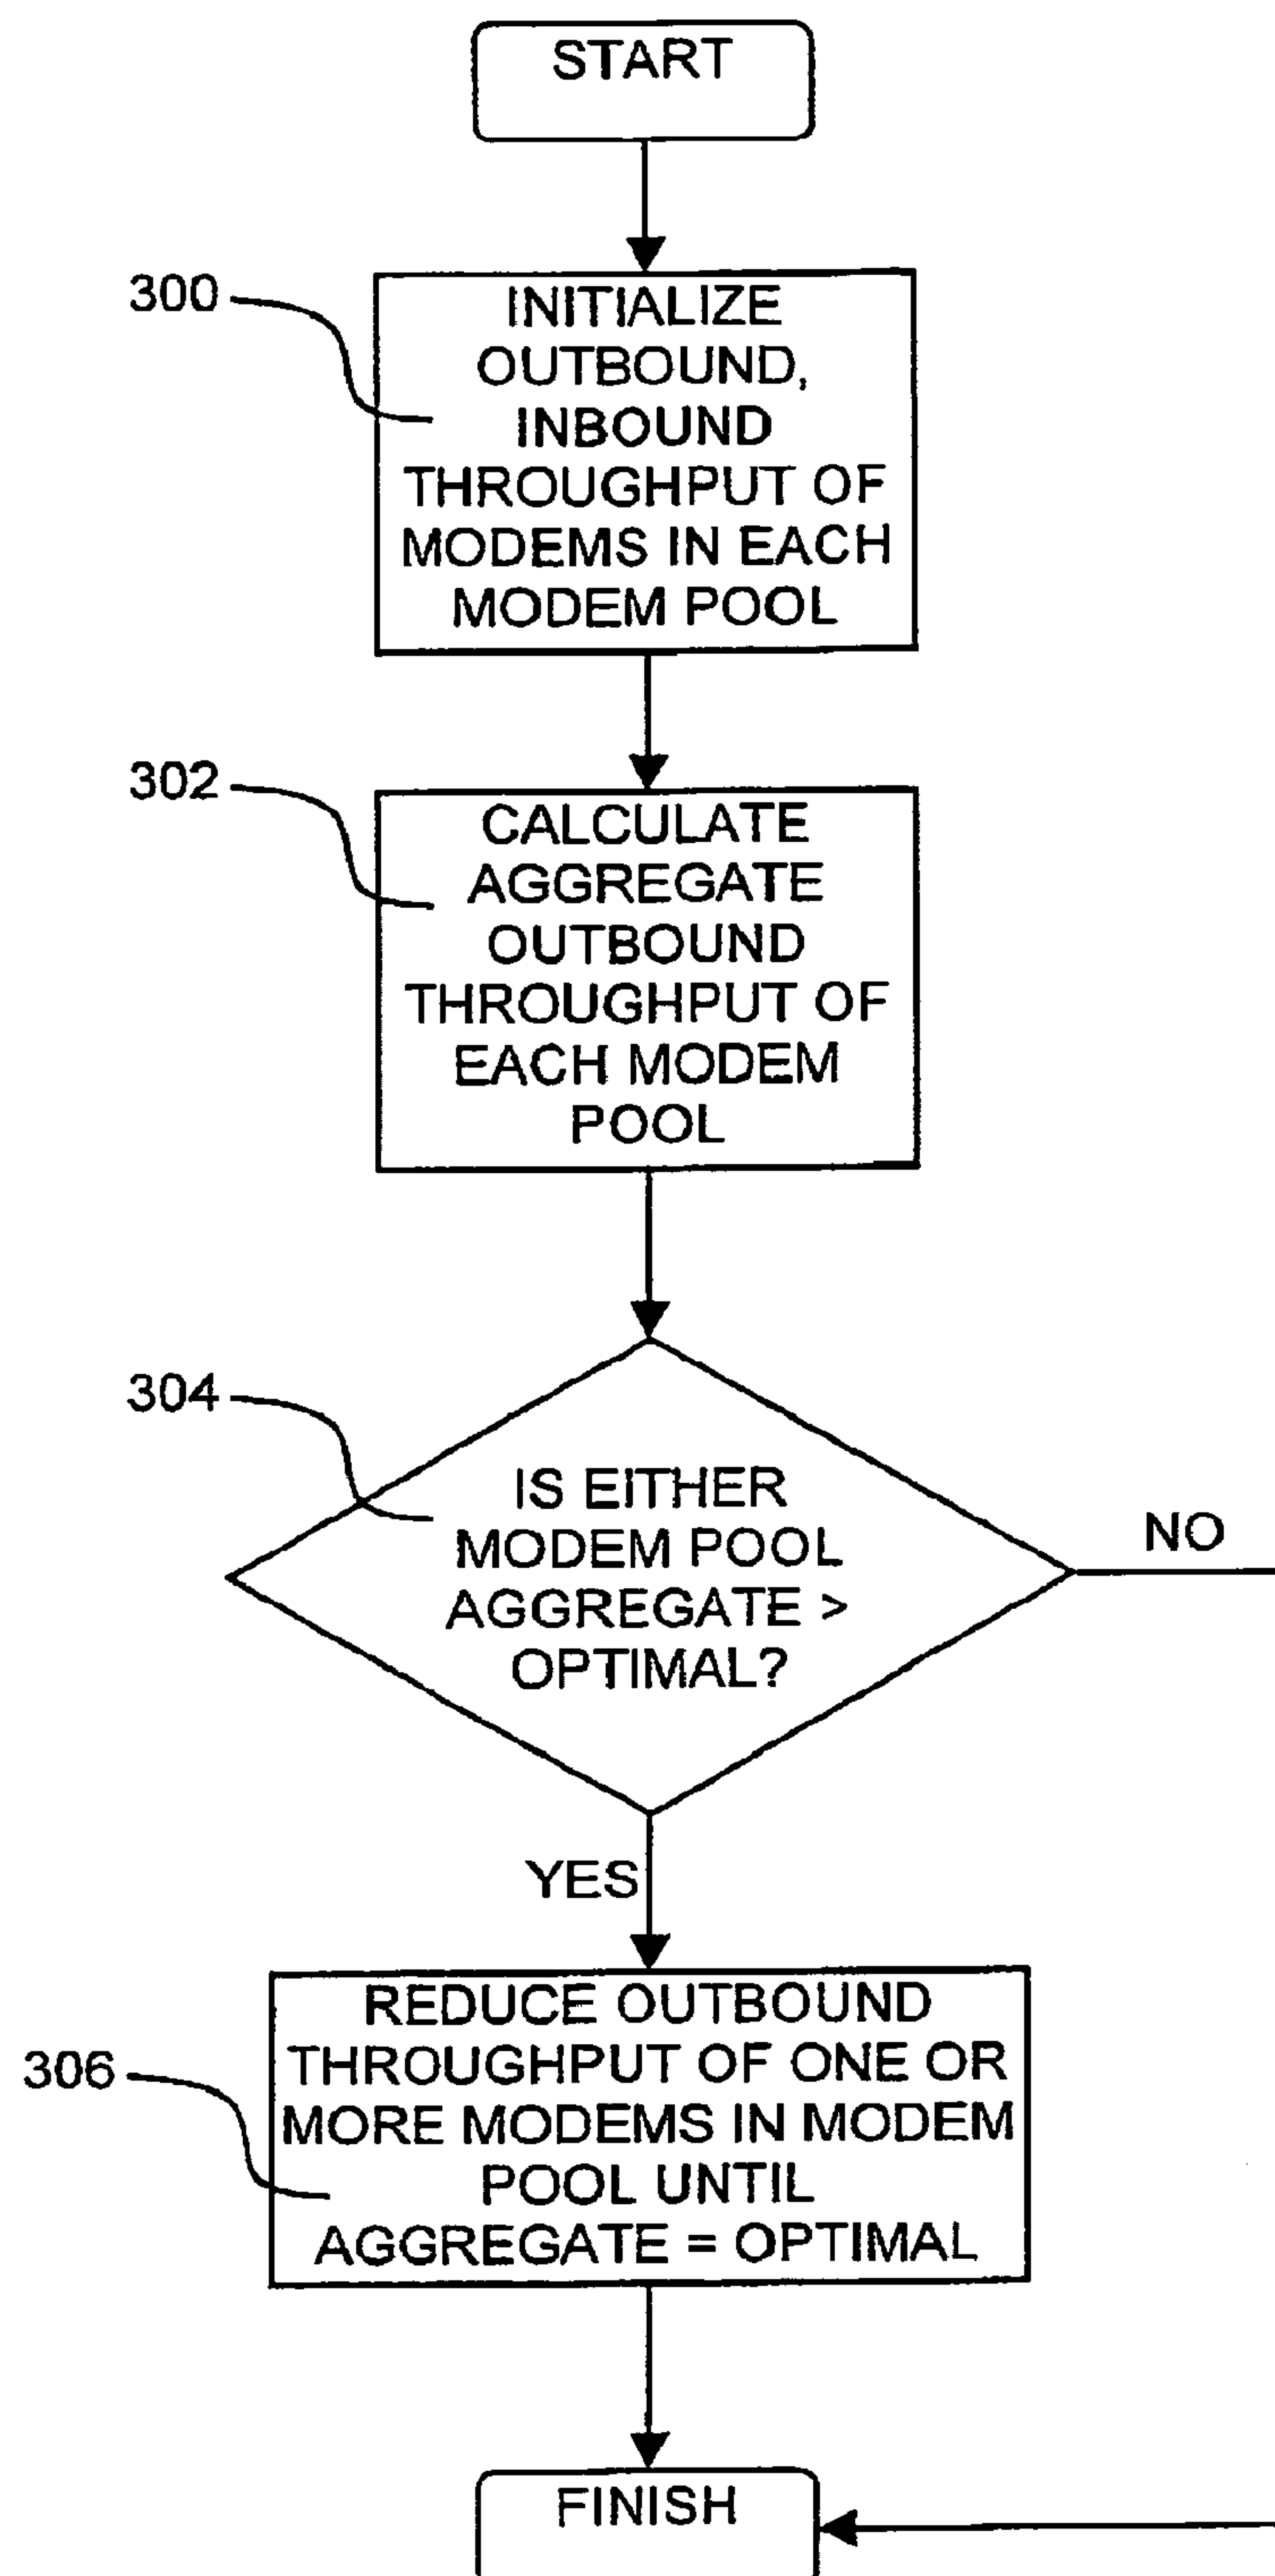 START
300
INITIALIZE
OUTBOUND,
INBOUND
THROUGHPUT OF
MODEMS IN EACH
MODEM POOL
302
CALCULATE
AGGREGATE
OUTBOUND
THROUGHPUT OF
EACH MODEM
POOL
304
IS EITHER
MODEM POOL
AGGREGATE >
OPTIMAL?
NO
YES
306
REDUCE OUTBOUND
THROUGHPUT OF ONE OR
MORE MODEMS IN MODEM
POOL UNTIL
AGGREGATE = OPTIMAL
FINISH